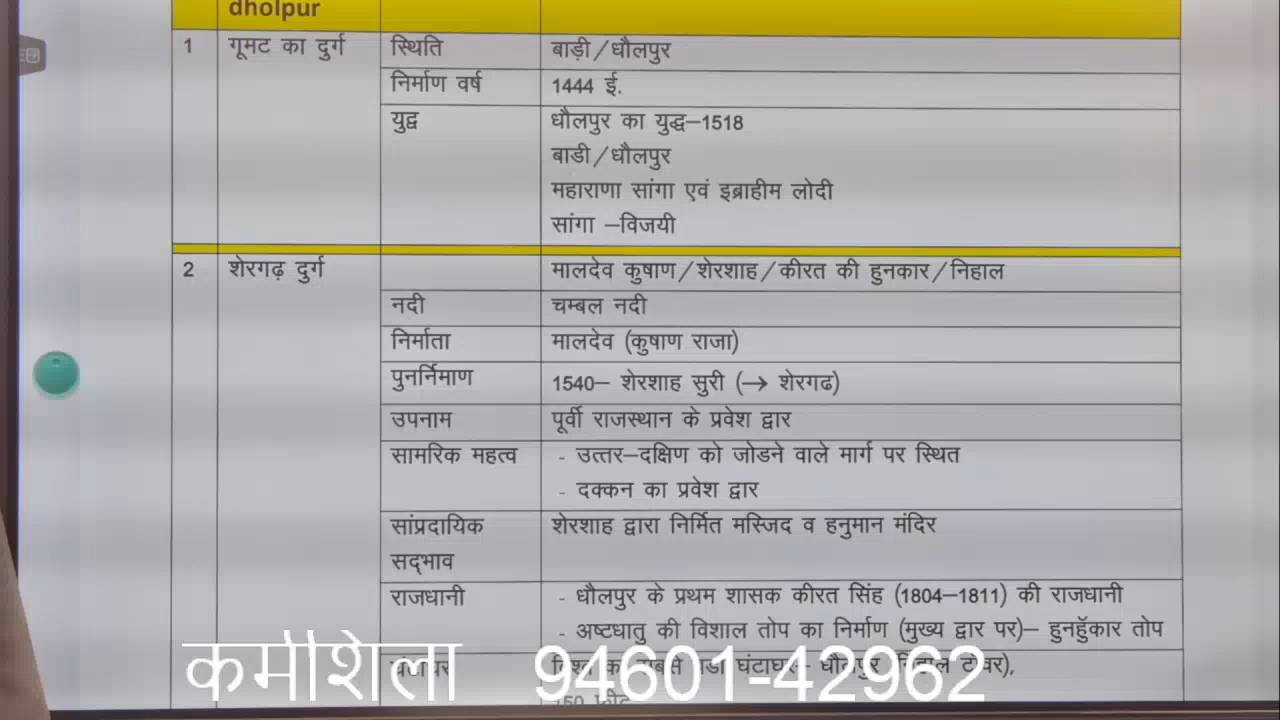 dholpur
1 गूमट का दुर्ग स्थिति बाड़ी/धौलपुर
निर्माण वर्ष 1444 ई.
युद्व धौलपुर का युद्ध–1518
बाडी/धौलपुर
महाराणा सांगा एवं इब्राहीम लोदी
सांगा –विजयी
2 शेरगढ़ दुर्ग मालदेव कुषाण/शेरशाह/कीरत की हुनकार/निहाल
नदी चम्बल नदी
निर्माता मालदेव (कुषाण राजा)
पुनर्निमाण 1540– शेरशाह सुरी (→ शेरगढ)
उपनाम पूर्वी राजस्थान के प्रवेश द्वार
सामरिक महत्व - उत्तर–दक्षिण को जोडने वाले मार्ग पर स्थित
- दक्कन का प्रवेश द्वार
सांप्रदायिक शेरशाह द्वारा निर्मित मस्जिद व हनुमान मंदिर
सद्भाव
राजधानी - धौलपुर के प्रथम शासक कीरत सिंह (1804–1811) की राजधानी
- अष्टधातु की विशाल तोप का निर्माण (मुख्य द्वार पर)– हुनहुँकार तोप
घंटाघर– धौलपुर
कर्मशिला 94601-42962